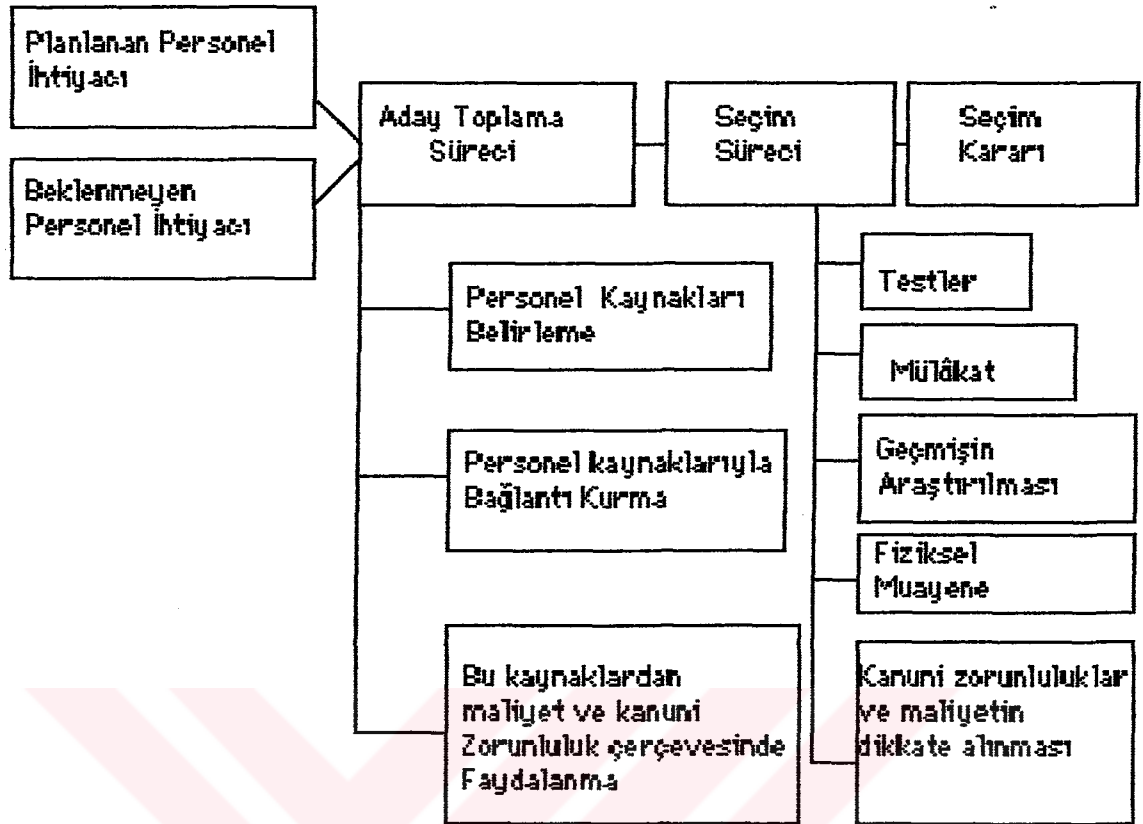 Planlanan Personel
İhtiyacı
Beklenmeyen
Personel İhtiyacı
Aday Toplama
Süreci
Seçim
Süreci
Seçim
Kararı
Personel Kaynakları
Belirleme
Personel kaynaklarıyla
Bağlantı Kurma
Bu kaynaklardan
maliyet ve kanuni
Zorunluluk çerçevesinde
Faydalanma
Testler
Mülâkat
Geçmişin
Araştırılması
Fiziksel
Muayene
Kanuni zorunluluklar
ve maliyetin
dikkate alınması